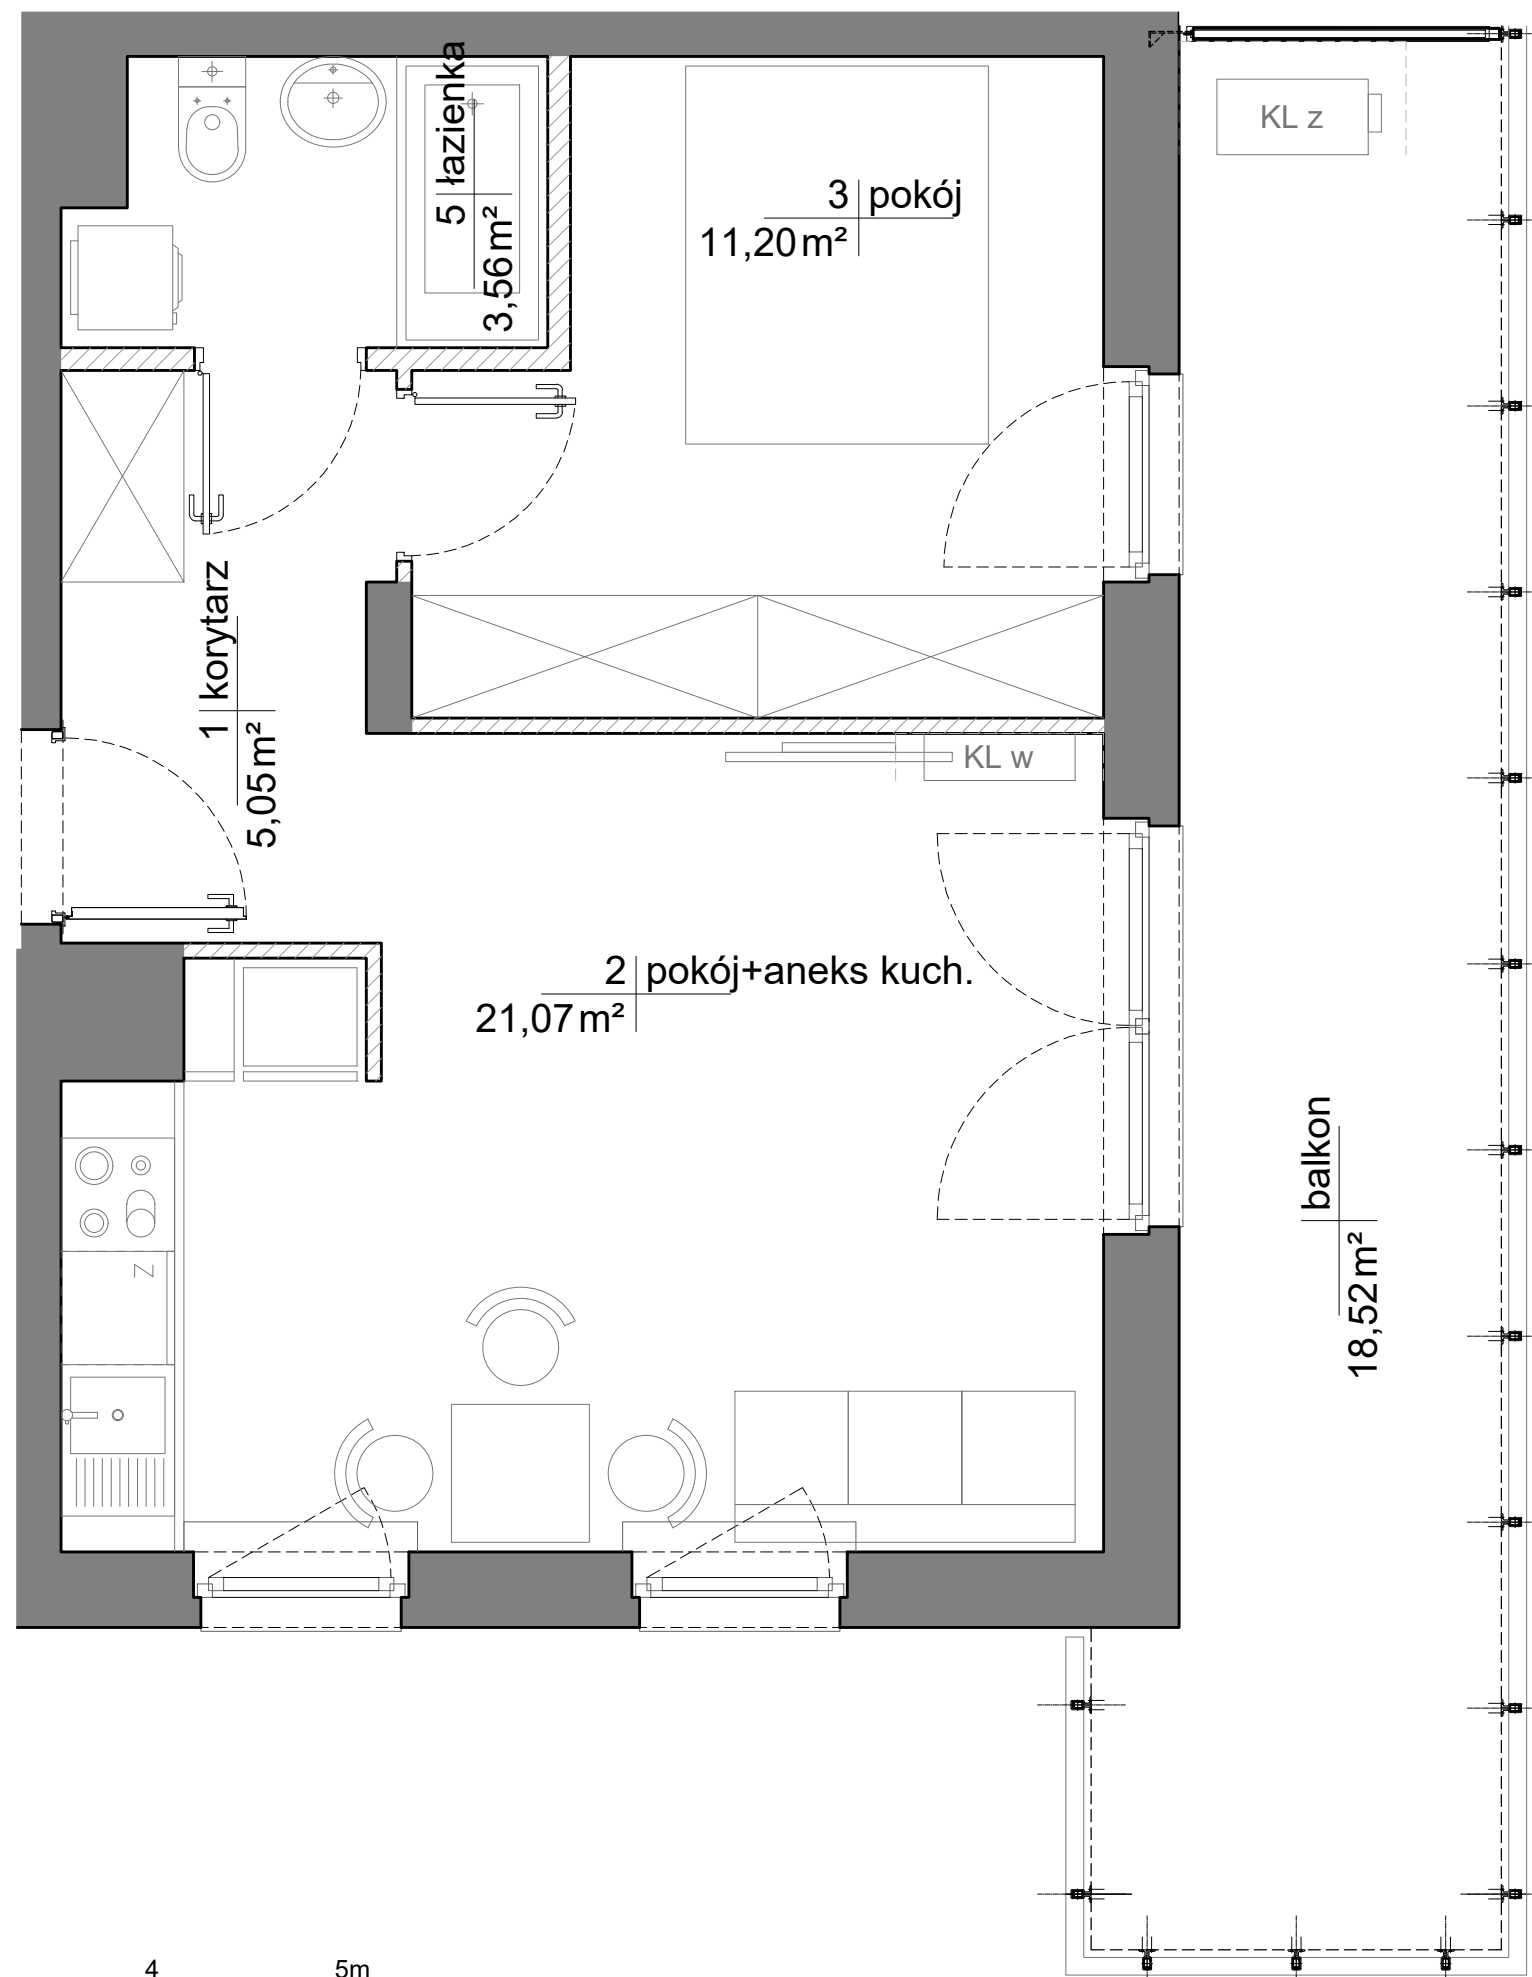 5 łazienka
3,56 m²
3 pokój
11,20 m²
KL z
1 korytarz
5,05 m²
KL w
2 pokój+aneks kuch.
21,07 m²
balkon
18,52 m²
Z
4 5m